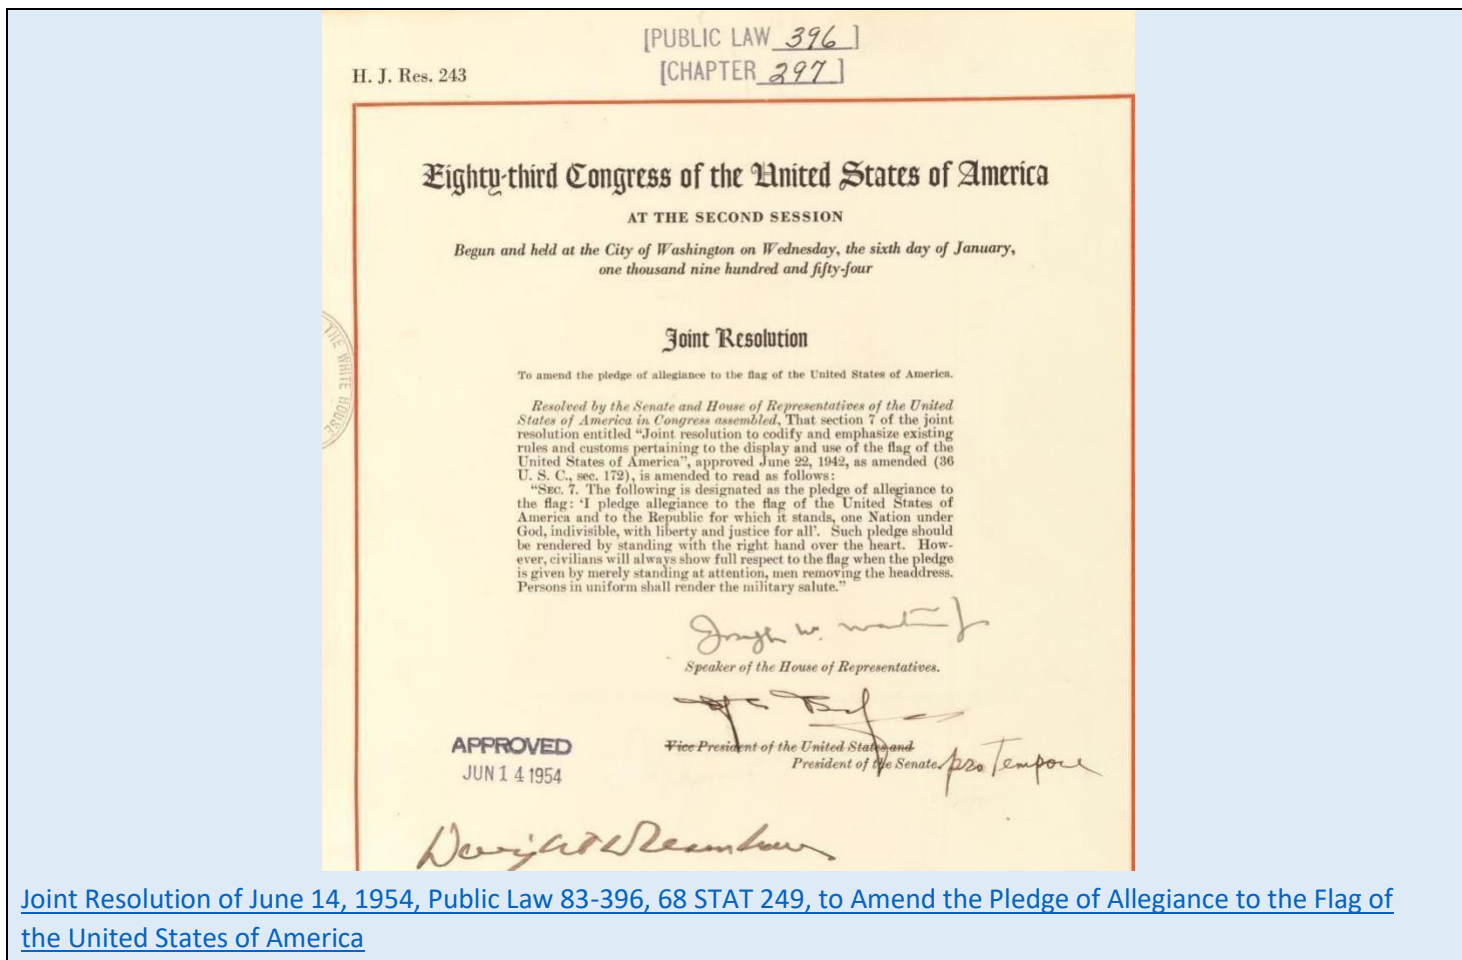 [PUBLIC LAW 396]
[CHAPTER 297]
H. J. Res. 243
Eighty-third Congress of the United States of America
AT THE SECOND SESSION
Begun and held at the City of Washington on Wednesday, the sixth day of January,
one thousand nine hundred and fifty-four
THE WHITE HOUSE
Joint Resolution
To amend the pledge of allegiance to the flag of the United States of America.
Resolved by the Senate and House of Representatives of the United
States of America in Congress assembled, That section 7 of the joint
resolution entitled “Joint resolution to codify and emphasize existing
rules and customs pertaining to the display and use of the flag of the
United States of America”, approved June 22, 1942, as amended (36
U. S. C., sec. 172), is amended to read as follows:
“SEC. 7. The following is designated as the pledge of allegiance to
the flag: ‘I pledge allegiance to the flag of the United States of
America and to the Republic for which it stands, one Nation under
God, indivisible, with liberty and justice for all’. Such pledge should
be rendered by standing with the right hand over the heart. How-
ever, civilians will always show full respect to the flag when the pledge
is given by merely standing at attention, men removing the headdress.
Persons in uniform shall render the military salute.”
Joseph W. Martin Jr
Speaker of the House of Representatives.
Vice President of the United States and
President of the Senate pro Tempore
APPROVED
JUN 14 1954
Dwight D Eisenhower
Joint Resolution of June 14, 1954, Public Law 83-396, 68 STAT 249, to Amend the Pledge of Allegiance to the Flag of
the United States of America